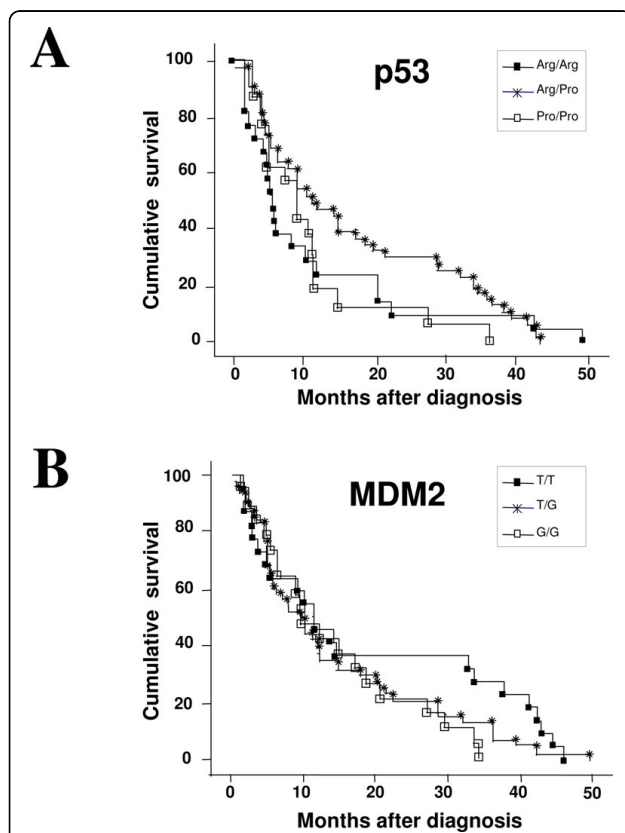 A
p53
Arg/Arg
Arg/Pro
Pro/Pro
Cumulative survival
100
80
60
40
20
0
0 10 20 30 40 50
Months after diagnosis
B
MDM2
T/T
T/G
G/G
Cumulative survival
100
80
60
40
20
0
0 10 20 30 40 50
Months after diagnosis